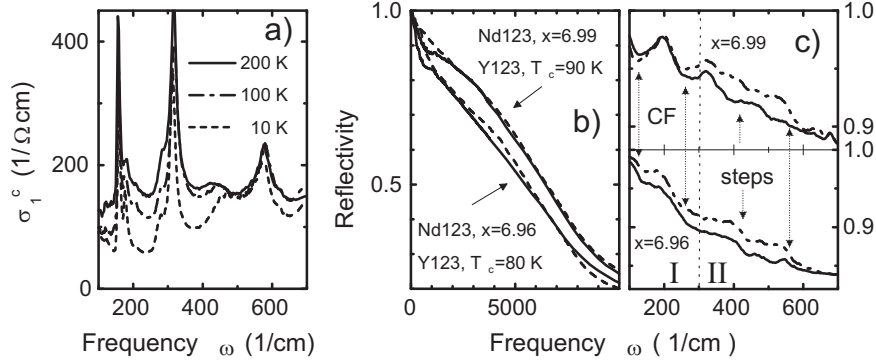 a)
200 K
100 K
10 K
400
300
200
100
0
σ₁ᶜ (1/Ωcm)
200 400 600
Frequency ω (1/cm)
Nd123, x=6.99
Y123, T c=90 K
b)
Nd123, x=6.96
Y123, T c=80 K
1.0
0.5
Reflectivity
0 5000
c)
x=6.99
CF
steps
x=6.96
I II
1.0
0.9
1.0
0.9
200 400 600
Frequency ω (1/cm)